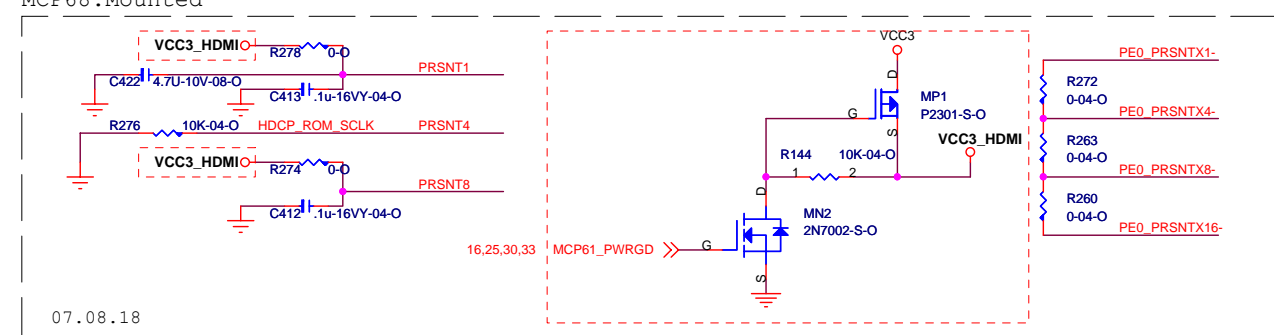 MCP68:Mounted
VCC3_HDMI
R278
0-O
PRSNT1
C422
4.7U-10V-08-O
C413
.1u-16VY-04-O
R276
10K-04-O
HDCP_ROM_SCLK
PRSNT4
VCC3_HDMI
R274
0-O
PRSNT8
C412
.1u-16VY-04-O
07.08.18
VCC3
D
G
MP1
P2301-S-O
S
VCC3_HDMI
R144
10K-04-O
1
2
D
MN2
2N7002-S-O
16,25,30,33
MCP61_PWRGD
G
S
PE0_PRSNTX1-
R272
0-04-O
PE0_PRSNTX4-
R263
0-04-O
PE0_PRSNTX8-
R260
0-04-O
PE0_PRSNTX16-